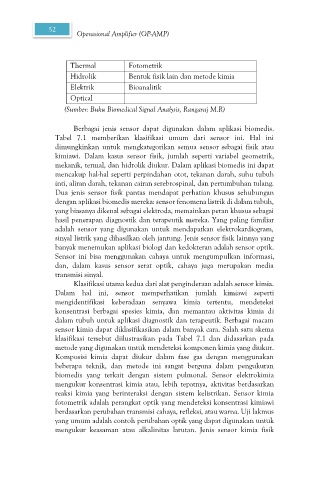 52
Operasional Amplifier (OP-AMP)
Thermal Fotometrik
Hidrolik Bentuk fisik lain dan metode kimia
Elektrik Bioanalitik
Optical
(Sumber: Buku Biomedical Signal Analysis, Rangaraj M.R)
Berbagai jenis sensor dapat digunakan dalam aplikasi biomedis.
Tabel 7.1 memberikan klasifikasi umum dari sensor ini. Hal ini
dimungkinkan untuk mengkategorikan semua sensor sebagai fisik atau
kimiawi. Dalam kasus sensor fisik, jumlah seperti variabel geometrik,
mekanik, termal, dan hidrolik diukur. Dalam aplikasi biomedis ini dapat
mencakup hal-hal seperti perpindahan otot, tekanan darah, suhu tubuh
inti, aliran darah, tekanan cairan serebrospinal, dan pertumbuhan tulang.
Dua jenis sensor fisik pantas mendapat perhatian khusus sehubungan
dengan aplikasi biomedis mereka: sensor fenomena listrik di dalam tubuh,
yang biasanya dikenal sebagai elektroda, memainkan peran khusus sebagai
hasil penerapan diagnostik dan terapeutik mereka. Yang paling familiar
adalah sensor yang digunakan untuk mendapatkan elektrokardiogram,
sinyal listrik yang dihasilkan oleh jantung. Jenis sensor fisik lainnya yang
banyak menemukan aplikasi biologi dan kedokteran adalah sensor optik.
Sensor ini bisa menggunakan cahaya untuk mengumpulkan informasi,
dan, dalam kasus sensor serat optik, cahaya juga merupakan media
transmisi sinyal.
Klasifikasi utama kedua dari alat penginderaan adalah sensor kimia.
Dalam hal ini, sensor memperhatikan jumlah kimiawi seperti
mengidentifikasi keberadaan senyawa kimia tertentu, mendeteksi
konsentrasi berbagai spesies kimia, dan memantau aktivitas kimia di
dalam tubuh untuk aplikasi diagnostik dan terapeutik. Berbagai macam
sensor kimia dapat diklasifikasikan dalam banyak cara. Salah satu skema
klasifikasi tersebut diilustrasikan pada Table 7.1 dan didasarkan pada
metode yang digunakan untuk mendeteksi komponen kimia yang diukur.
Komposisi kimia dapat diukur dalam fase gas dengan menggunakan
beberapa teknik, dan metode ini sangat berguna dalam pengukuran
biomedis yang terkait dengan sistem pulmonal. Sensor elektrokimia
mengukur konsentrasi kimia atau, lebih tepatnya, aktivitas berdasarkan
reaksi kimia yang berinteraksi dengan sistem kelistrikan. Sensor kimia
fotometrik adalah perangkat optik yang mendeteksi konsentrasi kimiawi
berdasarkan perubahan transmisi cahaya, refleksi, atau warna. Uji lakmus
yang umum adalah contoh perubahan optik yang dapat digunakan untuk
mengukur keasaman atau alkalinitas larutan. Jenis sensor kimia fisik